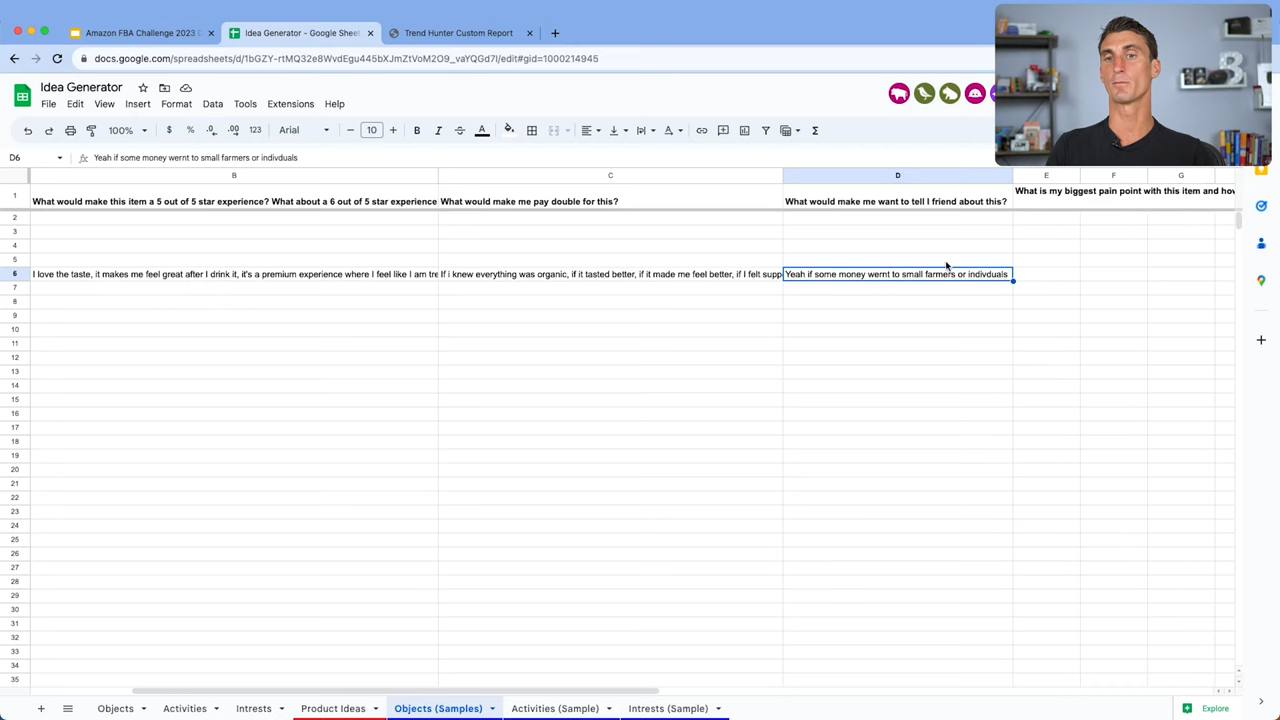 Amazon FBA Challenge 2023 D
Idea Generator - Google Sheet
Trend Hunter Custom Report
docs.google.com/spreadsheets/d/1bGZY-rtMQ32e8WvdEgu445bXJmZtVoM2O9_vaYQGd7I/edit#gid=1000214945
Idea Generator
File Edit View Insert Format Data Tools Extensions Help
100% $ % .0 .00 123 Arial 10 B I A
D6 Yeah if some money wernt to small farmers or indivduals
B C D E F G
1 What would make this item a 5 out of 5 star experience? What about a 6 out of 5 star experience What would make me pay double for this? What would make me want to tell I friend about this? What is my biggest pain point with this item and how
2
3
4
5
6 I love the taste, it makes me feel great after I drink it, it's a premium experience where I feel like I am tre If i knew everything was organic, if it tasted better, if it made me feel better, if I felt supp Yeah if some money wernt to small farmers or indivduals
7
8
9
10
11
12
13
14
15
16
17
18
19
20
21
22
23
24
25
26
27
28
29
30
31
32
33
34
35
Objects Activities Intrests Product Ideas Objects (Samples) Activities (Sample) Intrests (Sample) Explore